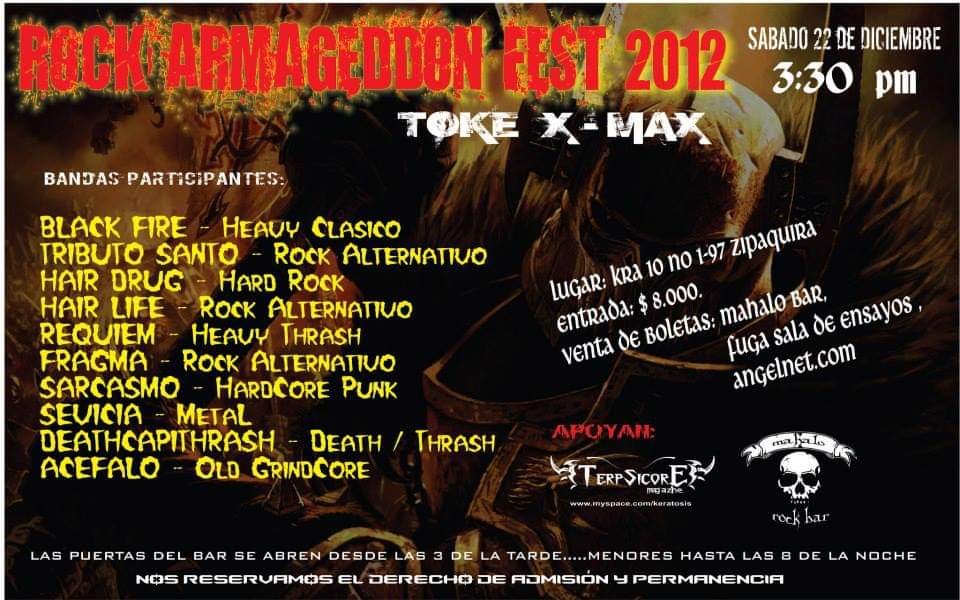 ROCK ARMAGEDDON FEST 2012
SABADO 22 DE DICIEMBRE
3:30 pm
TOKE X-MAX
BANDAS PARTICIPANTES:
BLACK FIRE - HEAVY CLASICO
TRIBUTO SANTO - ROCK ALTERNATIVO
HAIR DRUG - HARD ROCK
HAIR LIFE - ROCK ALTERNATIVO
REQUIEM - HEAVY THRASH
FRAGMA - ROCK ALTERNATIVO
SARCASMO - HARDCORE PUNK
SEVICIA - METAL
DEATHCAPITHRASH - DEATH / THRASH
ACEFALO - OLD GRINDCORE
lugar: kra 10 no 1-97 zipaquira
entrada: $ 8.000.
venta de boletas: mahalo bar,
fuga sala de ensayos,
angelnet.com
APOYAN:
TERPSICORE
magazine
www.myspace.com/keratosis
mahalo
rock bar
LAS PUERTAS DEL BAR SE ABREN DESDE LAS 3 DE LA TARDE.....MENORES HASTA LAS 8 DE LA NOCHE
NOS RESERVAMOS EL DERECHO DE ADMISIÓN Y PERMANENCIA